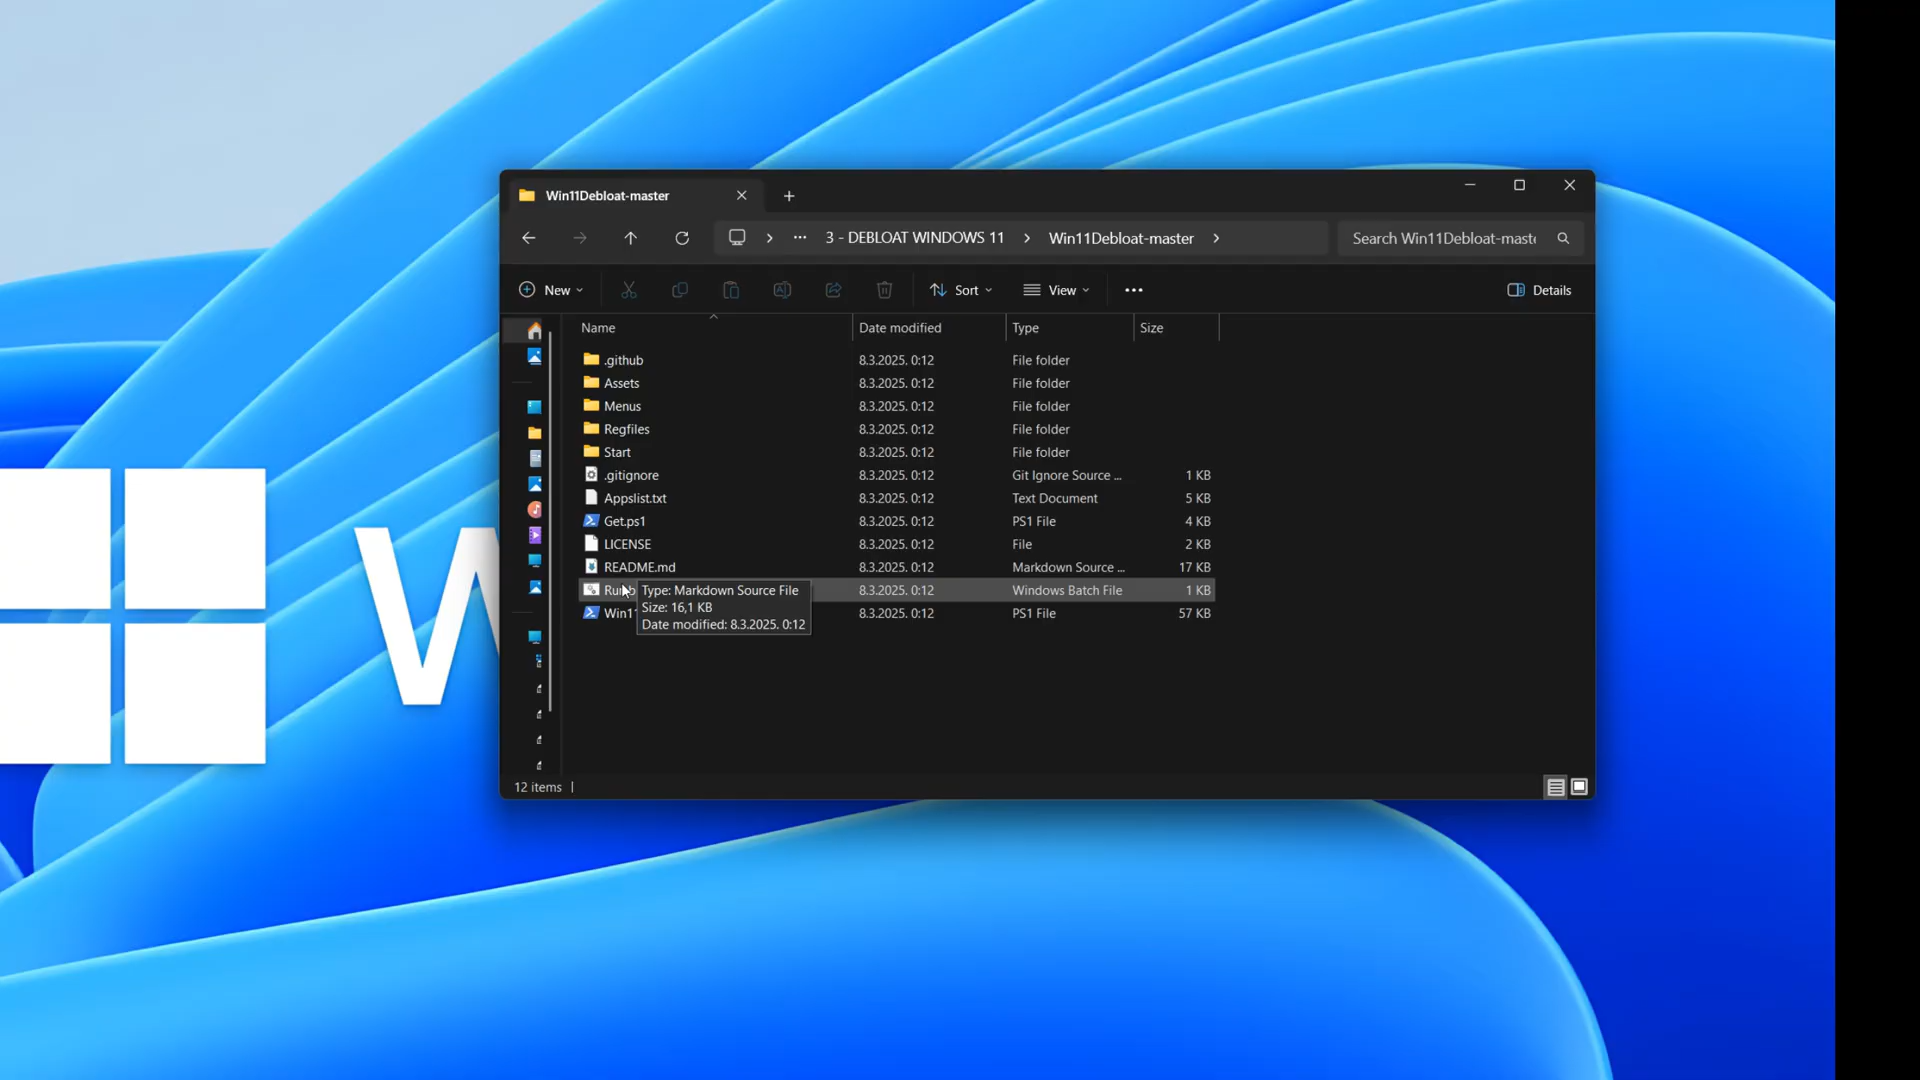 Win11Debloat-master
3 - DEBLOAT WINDOWS 11 > Win11Debloat-master >
Search Win11Debloat-maste
New
Sort
View
Details
Name Date modified Type Size
.github 8.3.2025. 0:12 File folder
Assets 8.3.2025. 0:12 File folder
Menus 8.3.2025. 0:12 File folder
Regfiles 8.3.2025. 0:12 File folder
Start 8.3.2025. 0:12 File folder
.gitignore 8.3.2025. 0:12 Git Ignore Source ... 1 KB
Appslist.txt 8.3.2025. 0:12 Text Document 5 KB
Get.ps1 8.3.2025. 0:12 PS1 File 4 KB
LICENSE 8.3.2025. 0:12 File 2 KB
README.md 8.3.2025. 0:12 Markdown Source ... 17 KB
8.3.2025. 0:12 Windows Batch File 1 KB
Win1 8.3.2025. 0:12 PS1 File 57 KB
Type: Markdown Source File
Size: 16,1 KB
Date modified: 8.3.2025. 0:12
12 items
W